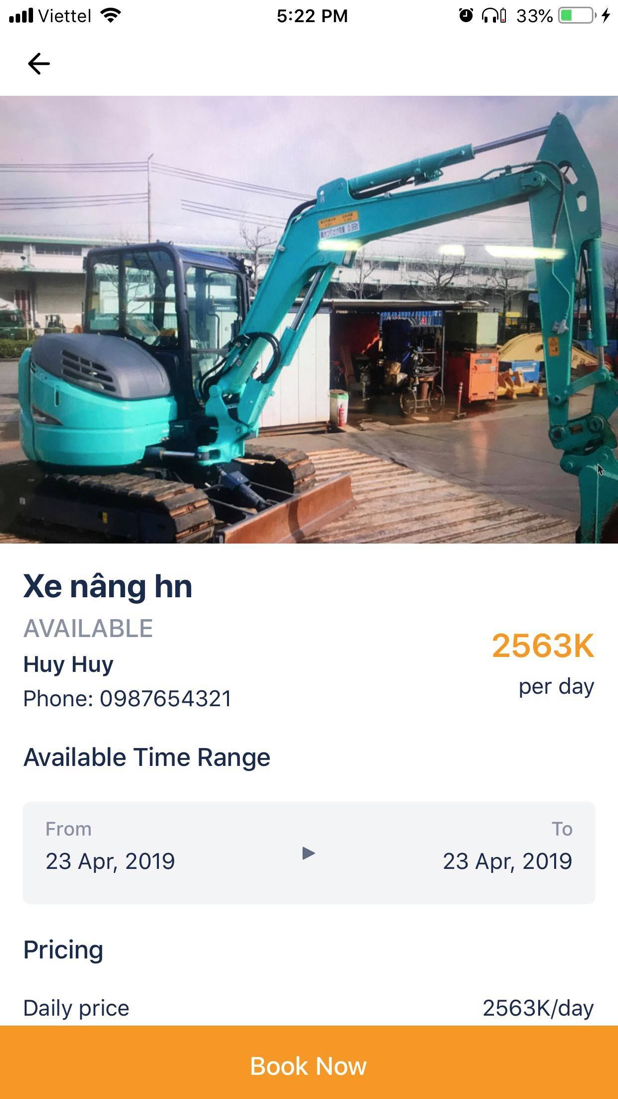 Viettel
5:22 PM
33%
Xe nâng hn
AVAILABLE
2563K
Huy Huy
per day
Phone: 0987654321
Available Time Range
From
To
23 Apr, 2019
23 Apr, 2019
Pricing
Daily price
2563K/day
Book Now